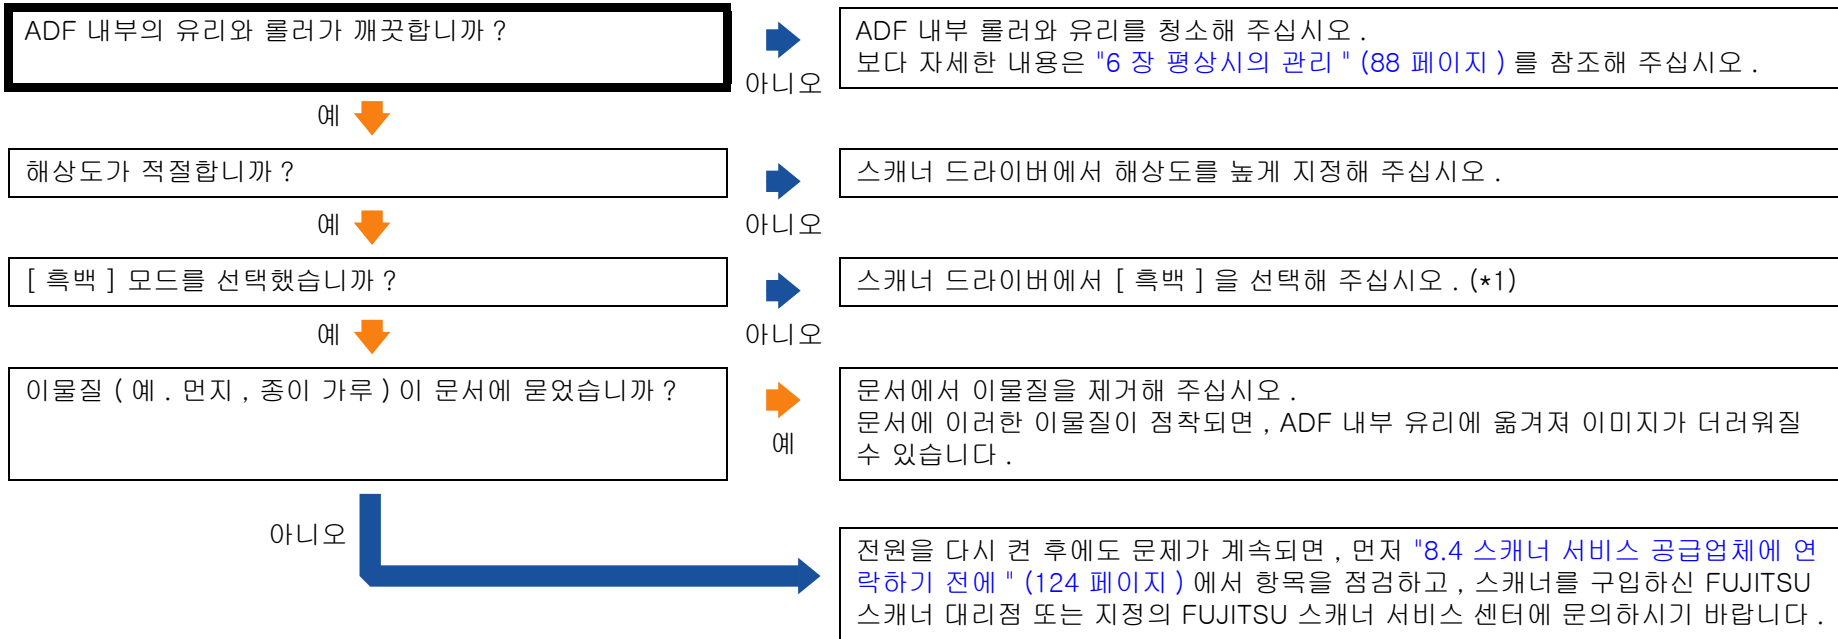 ADF 내부의 유리와 롤러가 깨끗합니까 ?
아니오
ADF 내부 롤러와 유리를 청소해 주십시오 .
보다 자세한 내용은 "6 장 평상시의 관리 " (88 페이지 ) 를 참조해 주십시오 .
예
해상도가 적절합니까 ?
아니오
스캐너 드라이버에서 해상도를 높게 지정해 주십시오 .
예
[ 흑백 ] 모드를 선택했습니까 ?
아니오
스캐너 드라이버에서 [ 흑백 ] 을 선택해 주십시오 . (*1)
예
이물질 ( 예 . 먼지 , 종이 가루 ) 이 문서에 묻었습니까 ?
예
문서에서 이물질을 제거해 주십시오 .
문서에 이러한 이물질이 점착되면 , ADF 내부 유리에 옮겨져 이미지가 더러워질
수 있습니다 .
아니오
전원을 다시 켠 후에도 문제가 계속되면 , 먼저 "8.4 스캐너 서비스 공급업체에 연
락하기 전에 " (124 페이지 ) 에서 항목을 점검하고 , 스캐너를 구입하신 FUJITSU
스캐너 대리점 또는 지정의 FUJITSU 스캐너 서비스 센터에 문의하시기 바랍니다 .